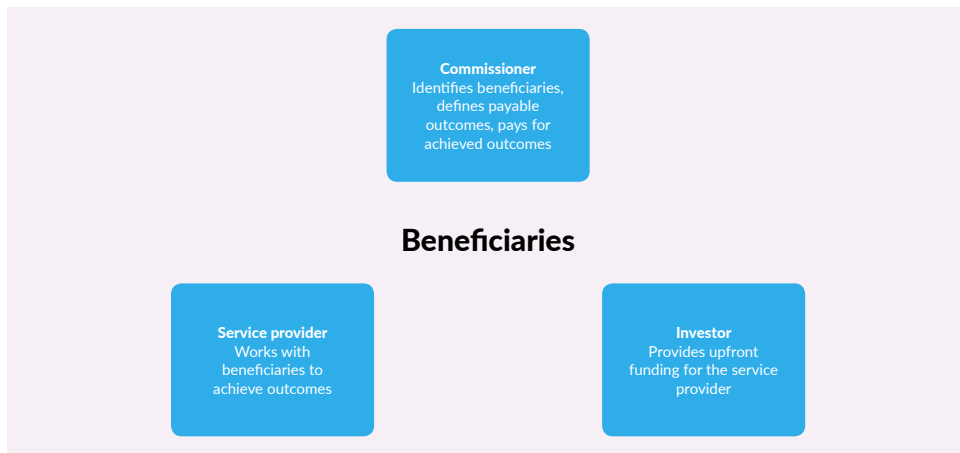 Commissioner
Identifies beneficiaries,
defines payable
outcomes, pays for
achieved outcomes
Beneficiaries
Service provider
Works with
beneficiaries to
achieve outcomes
Investor
Provides upfront
funding for the service
provider